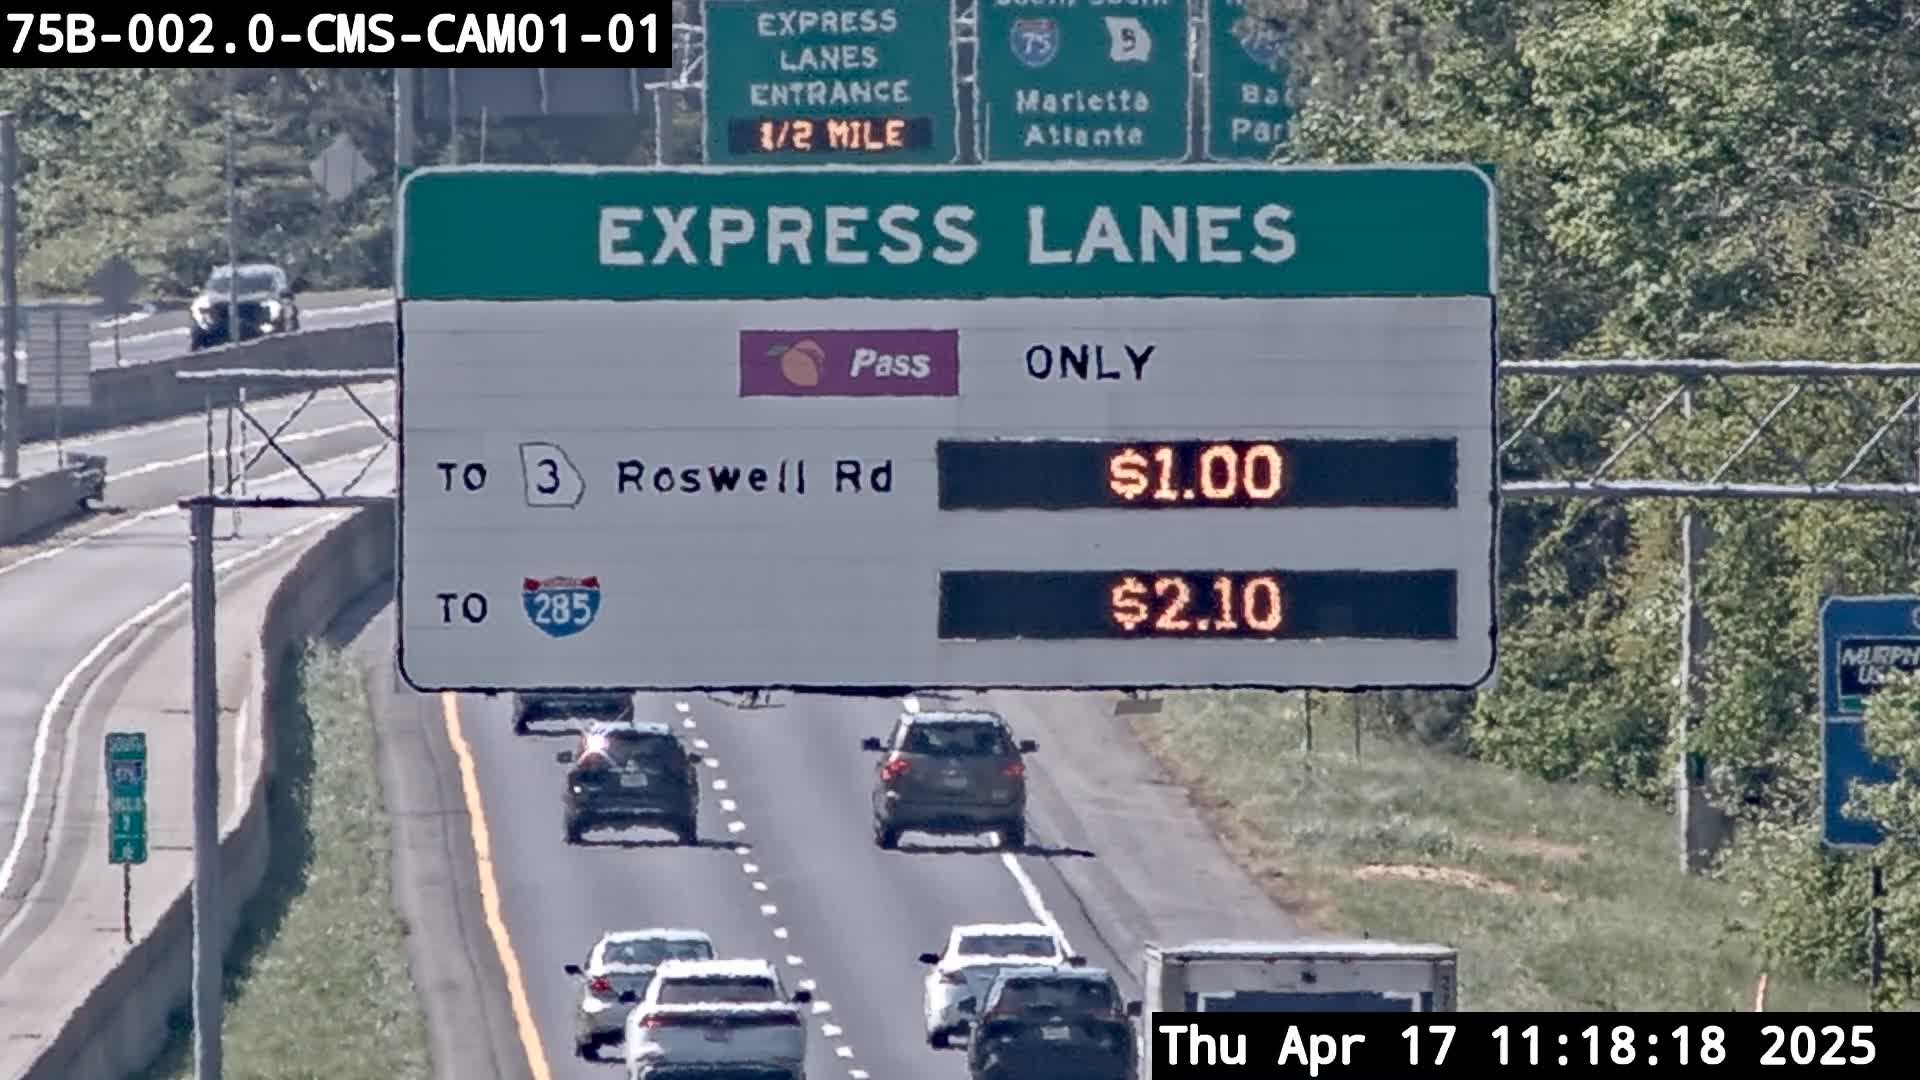 75B-002.0-CMS-CAM01-01
EXPRESS
LANES
ENTRANCE
1/2 MILE
75 5
Marietta
Atlanta
EXPRESS LANES
Pass ONLY
TO 3 Roswell Rd $1.00
TO 285 $2.10
Thu Apr 17 11:18:18 2025